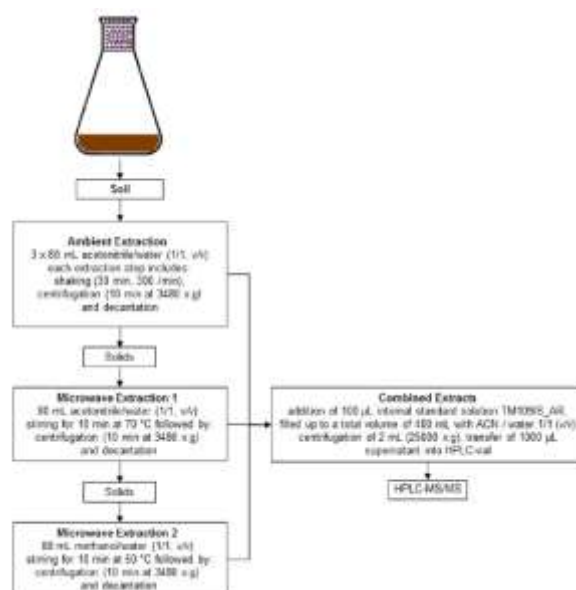 Soil
Ambient Extraction
3 x 80 mL acetonitrile/water (1/1, v/v)
each extraction step includes
shaking (30 min, 300 /min),
centrifugation (10 min at 3480 x g)
and decantation
Solids
Microwave Extraction 1
80 mL acetonitrile/water (1/1, v/v)
stirring for 10 min at 70 °C followed by
centrifugation (10 min at 3480 x g)
and decantation
Combined Extracts
addition of 100 µL internal standard solution
filled up to a total volume of 400 mL with ACN / water 1/1 (v/v)
centrifugation of 2 mL (25000 x g), transfer of 1000 µL
supernatant into HPLC-vial
HPLC-MS/MS
Solids
Microwave Extraction 2
80 mL methanol/water (1/1, v/v)
stirring for 10 min at 50 °C followed by
centrifugation (10 min at 3480 x g)
and decantation